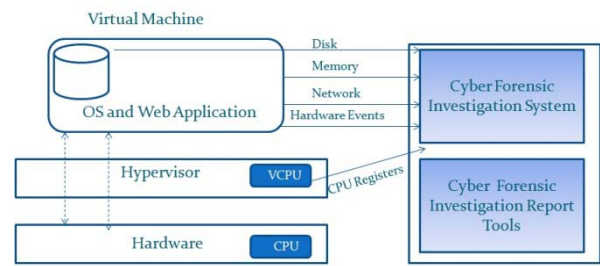 Virtual Machine
Disk
Memory
Network
Hardware Events
OS and Web Application
Cyber Forensic
Investigation System
Hypervisor
VCPU
CPU Registers
Cyber Forensic
Investigation Report
Tools
Hardware
CPU